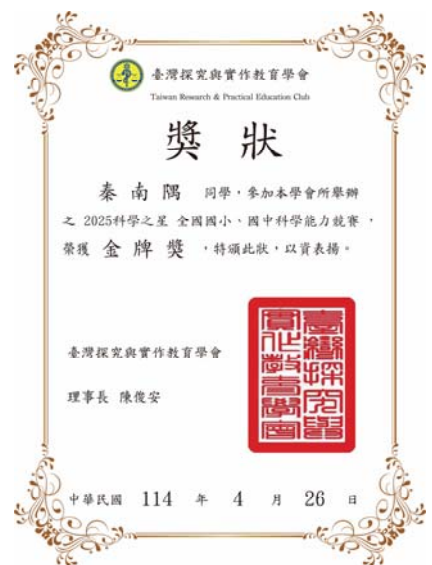 臺灣探究與實作教育學會
Taiwan Research & Practical Education Club
獎狀
秦南隅 同學，參加本學會所舉辦
之 2025科學之星 全國國小、國中科學能力競賽，
榮獲 金牌獎 ，特頒此狀，以資表揚。
臺灣探究與實作教育學會
理事長 陳俊安
中華民國 114 年 4 月 26 日